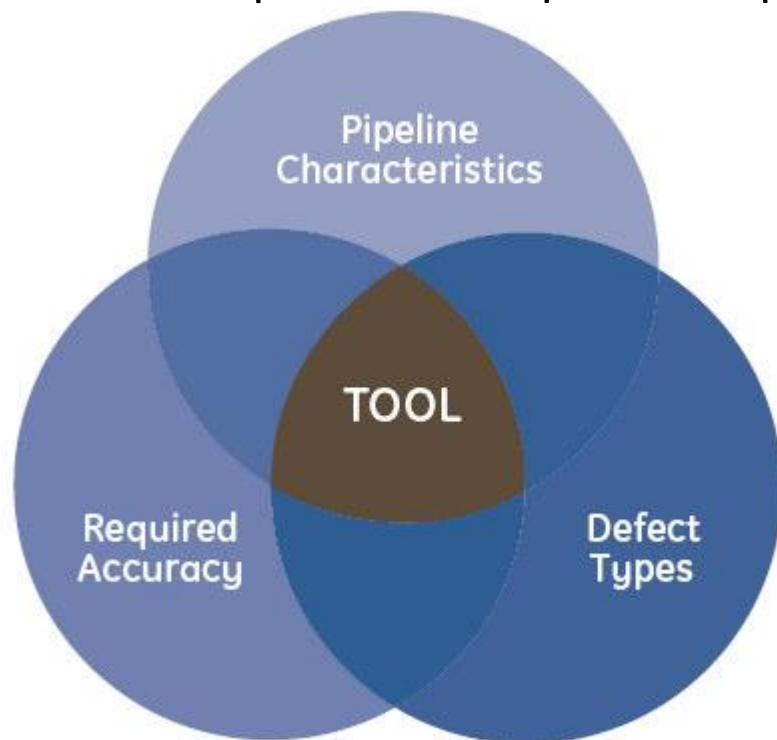 Pipeline
Characteristics
TOOL
Required
Accuracy
Defect
Types